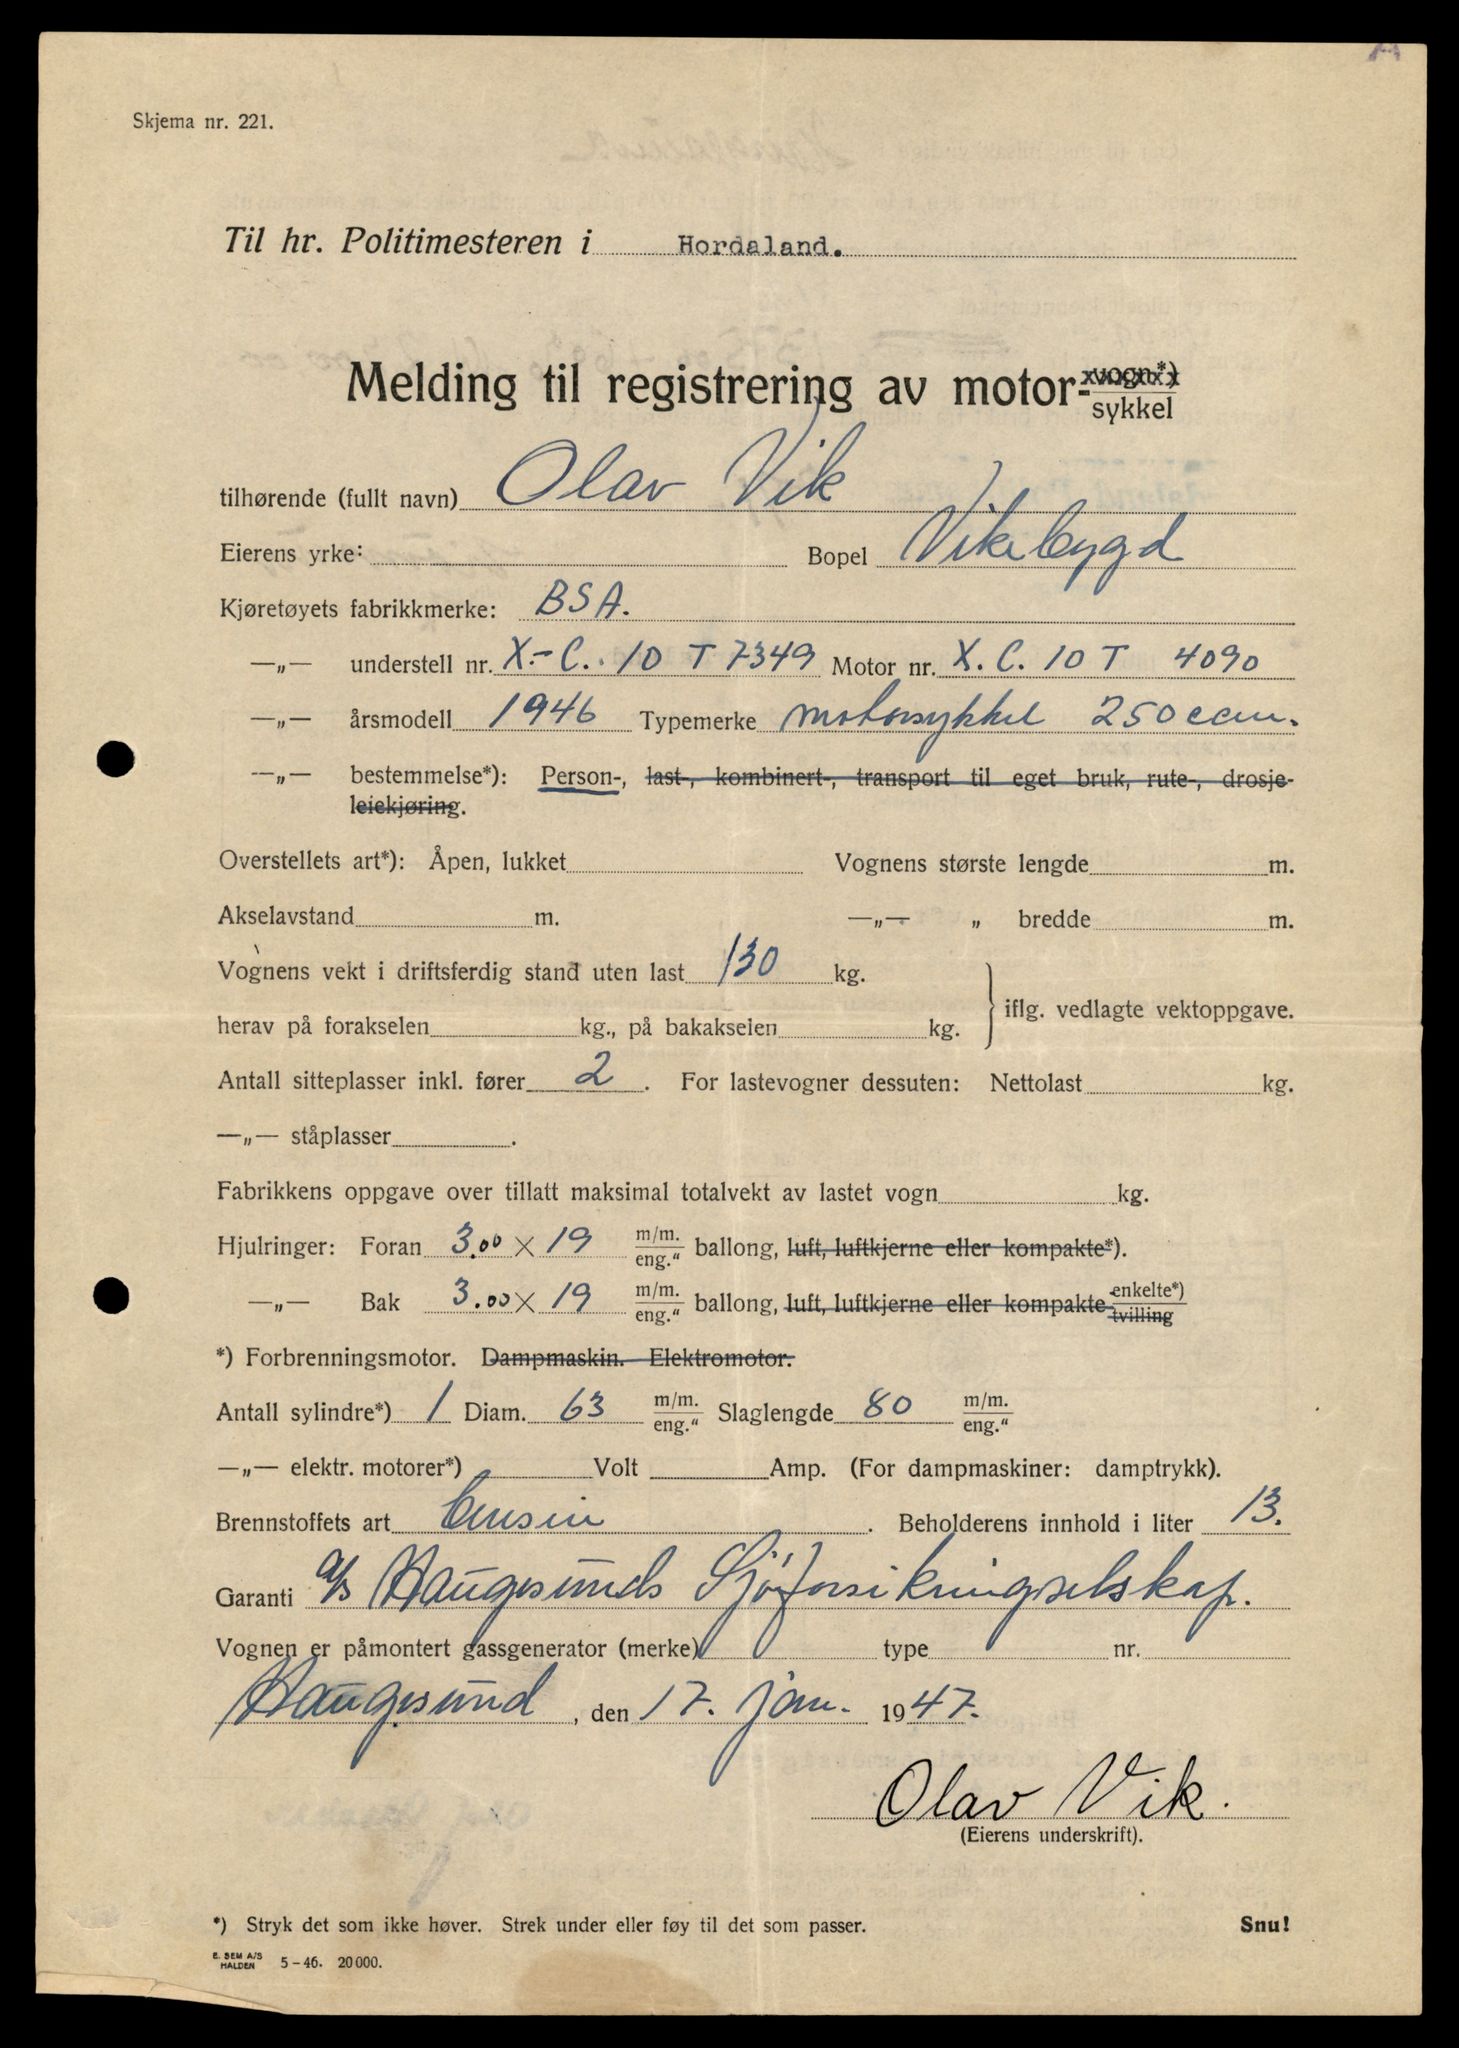 Skjema nr. 221.
Til hr. Politimesteren i Hordaland.
Melding til registrering av motor-vogn*)
sykkel
tilhørende (fullt navn) Olav Vik
Eierens yrke: Bopel Vikebygd
Kjøretøyets fabrikkmerke: BSA.
—„— understell nr. X.-C. 10 T 7349 Motor nr. X. C. 10 T 4090
—„— årsmodell 1946 Typemerke motorsykkel 250 ccm.
—„— bestemmelse*): Person-, last-, kombinert-, transport til eget bruk, rute-, drosje-
leiekjøring.
Overstellets art*): Åpen, lukket Vognens største lengde m.
Akselavstand m. —„— „ bredde m.
Vognens vekt i driftsferdig stand uten last 130 kg.
herav på forakselen kg., på bakakselen kg. iflg. vedlagte vektoppgave.
Antall sitteplasser inkl. fører 2. For lastevogner dessuten: Nettolast kg.
—„— ståplasser .
Fabrikkens oppgave over tillatt maksimal totalvekt av lastet vogn kg.
Hjulringer: Foran 3.00 × 19 m/m. eng." ballong, luft, luftkjerne eller kompakte*).
—„— Bak 3.00 × 19 m/m. eng." ballong, luft, luftkjerne eller kompakte enkelte*) tvilling
*) Forbrenningsmotor. Dampmaskin. Elektromotor.
Antall sylindre*) 1 Diam. 63 m/m. eng." Slaglengde 80 m/m. eng."
—„— elektr. motorer*) Volt Amp. (For dampmaskiner: damptrykk).
Brennstoffets art bensin . Beholderens innhold i liter 13.
Garanti a/s Haugesunds Sjøforsikringselskap.
Vognen er påmontert gassgenerator (merke) type nr.
Haugesund, den 17. jan. 1947.
Olav Vik.
(Eierens underskrift).
*) Stryk det som ikke høver. Strek under eller føy til det som passer. Snu!
E. SEM A/S
HALDEN 5-46. 20 000.